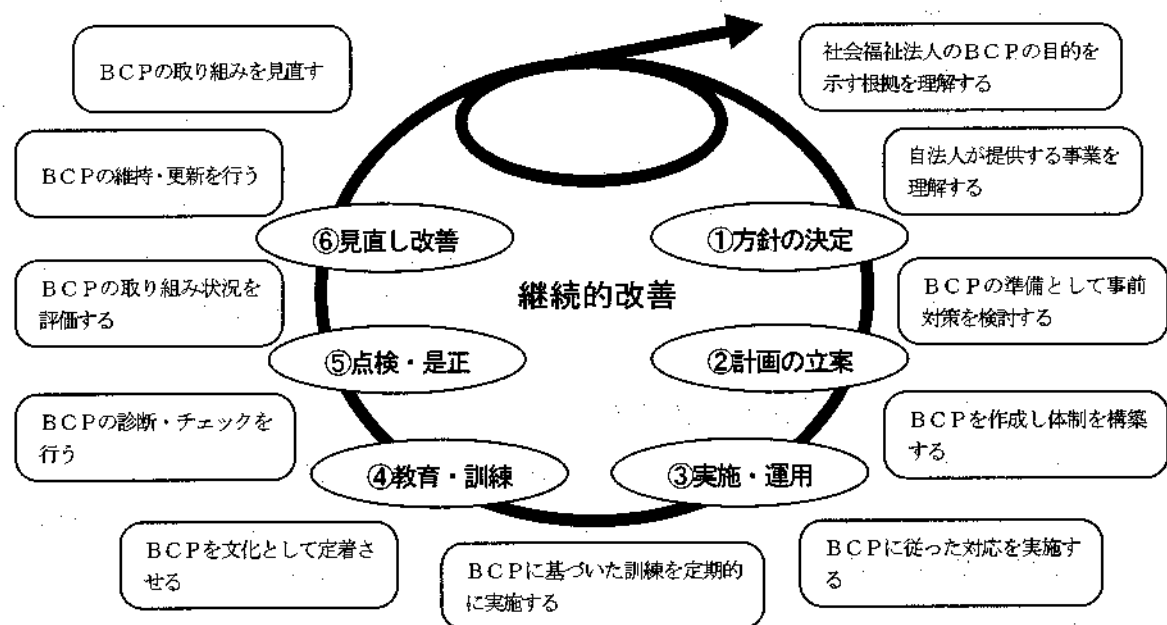 BCPの取り組みを見直す
社会福祉法人のBCPの目的を
示す根拠を理解する
BCPの維持・更新を行う
自法人が提供する事業を
理解する
⑥見直し改善
①方針の決定
BCPの取り組み状況を
評価する
継続的改善
BCPの準備として事前
対策を検討する
⑤点検・是正
②計画の立案
BCPの診断・チェックを
行う
BCPを作成し体制を構築
する
④教育・訓練
③実施・運用
BCPを文化として定着さ
せる
BCPに基づいた訓練を定期的
に実施する
BCPに従った対応を実施す
る